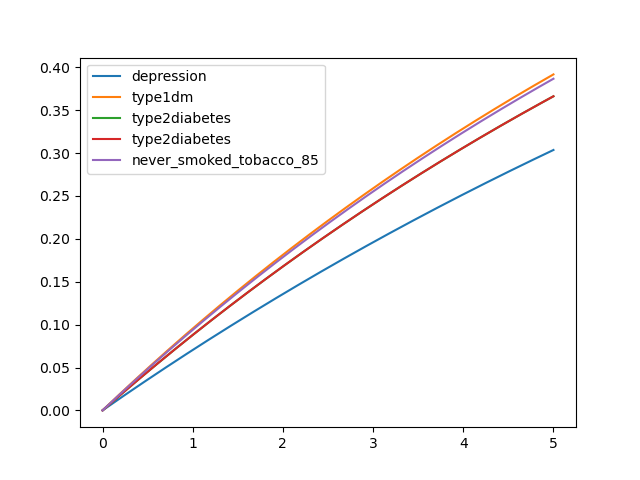 0.40
0.35
0.30
0.25
0.20
0.15
0.10
0.05
0.00
depression
type1dm
type2diabetes
type2diabetes
never_smoked_tobacco_85
0 1 2 3 4 5